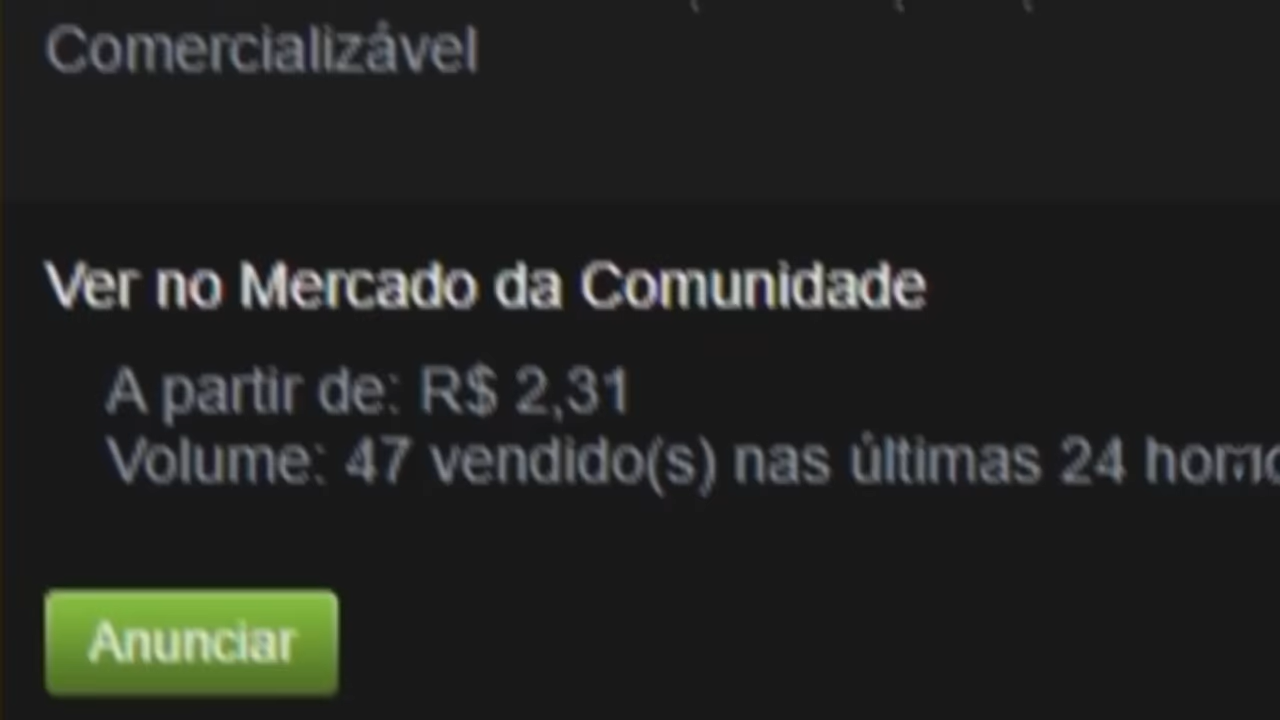 Comercializável
Ver no Mercado da Comunidade
A partir de: R$ 2,31
Volume: 47 vendido(s) nas últimas 24
Anunciar